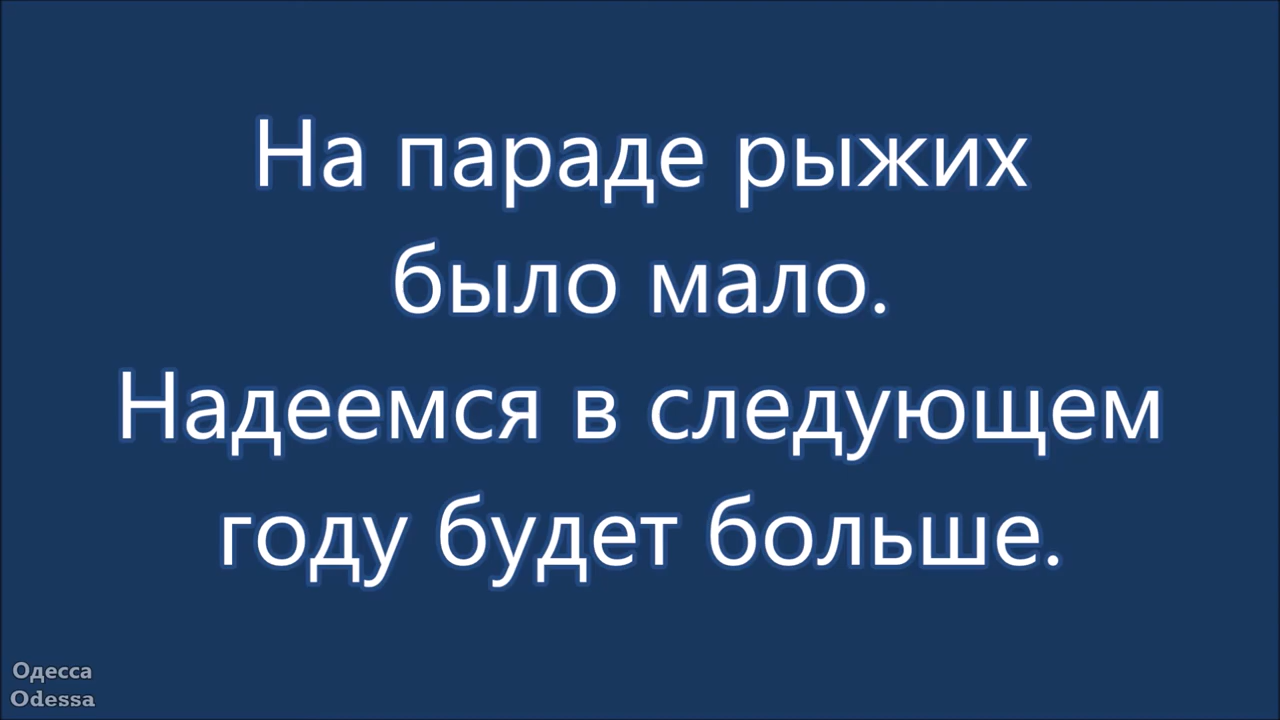 На параде рыжих
было мало.
Надеемся в следующем
году будет больше.
Одесса
Odessa